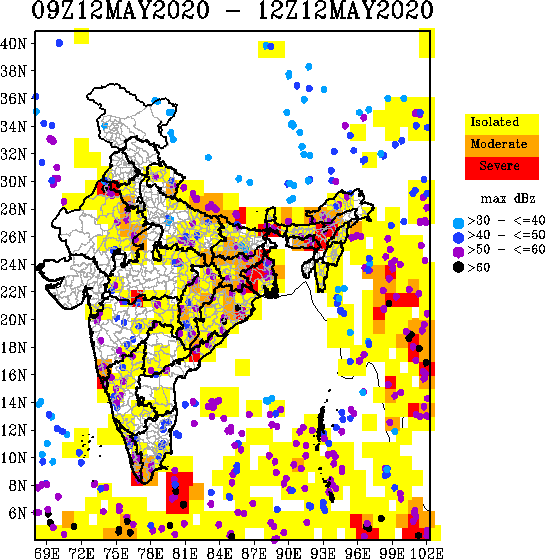 09Z12MAY2020 – 12Z12MAY2020
40N
38N
36N
34N
32N
30N
28N
26N
24N
22N
20N
18N
16N
14N
12N
10N
8N
6N
69E 72E 75E 78E 81E 84E 87E 90E 93E 96E 99E 102E
Isolated
Moderate
Severe
max dBz
>30 - <=40
>40 - <=50
>50 - <=60
>60